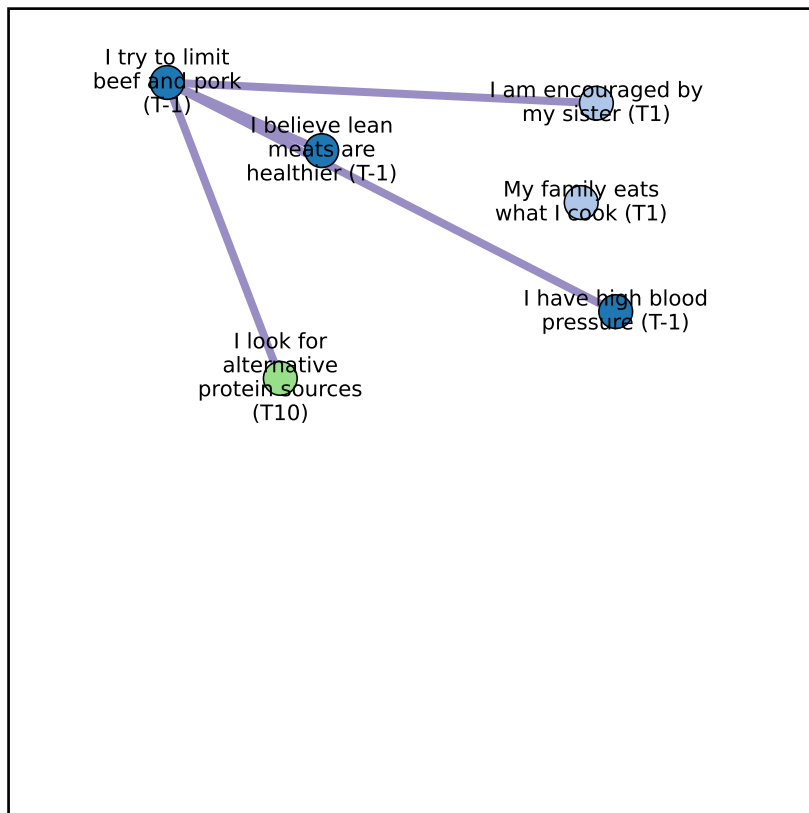 I try to limit
beef and pork
(T-1)
I am encouraged by
my sister (T1)
I believe lean
meats are
healthier (T-1)
My family eats
what I cook (T1)
I have high blood
pressure (T-1)
I look for
alternative
protein sources
(T10)